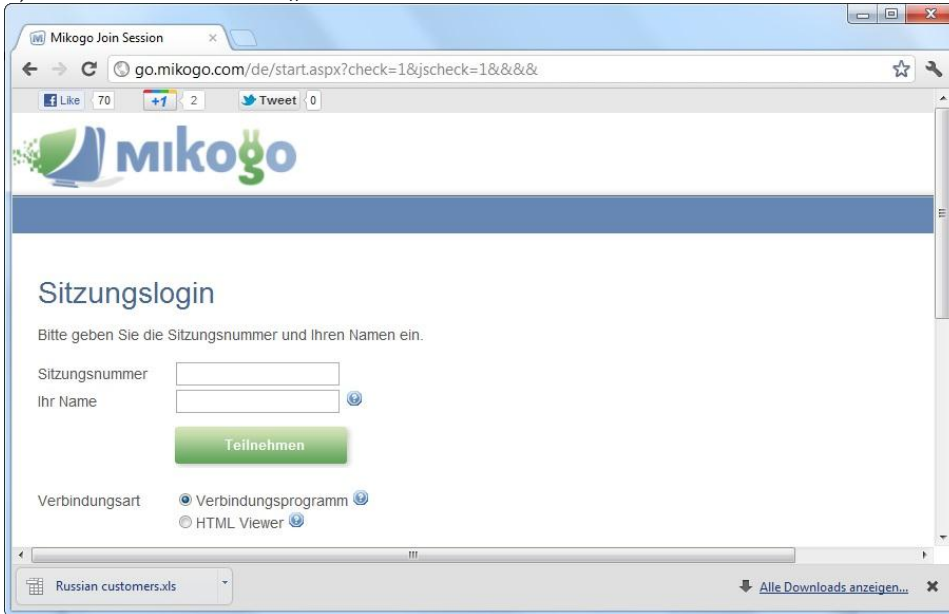 Mikogo Join Session
go.mikogo.com/de/start.aspx?check=1&jscheck=1&&&&
Like 70 +1 2 Tweet 0
mikogo
Sitzungslogin
Bitte geben Sie die Sitzungsnummer und Ihren Namen ein.
Sitzungsnummer
Ihr Name
Teilnehmen
Verbindungsart Verbindungsprogramm
HTML Viewer
Russian customers.xls Alle Downloads anzeigen...